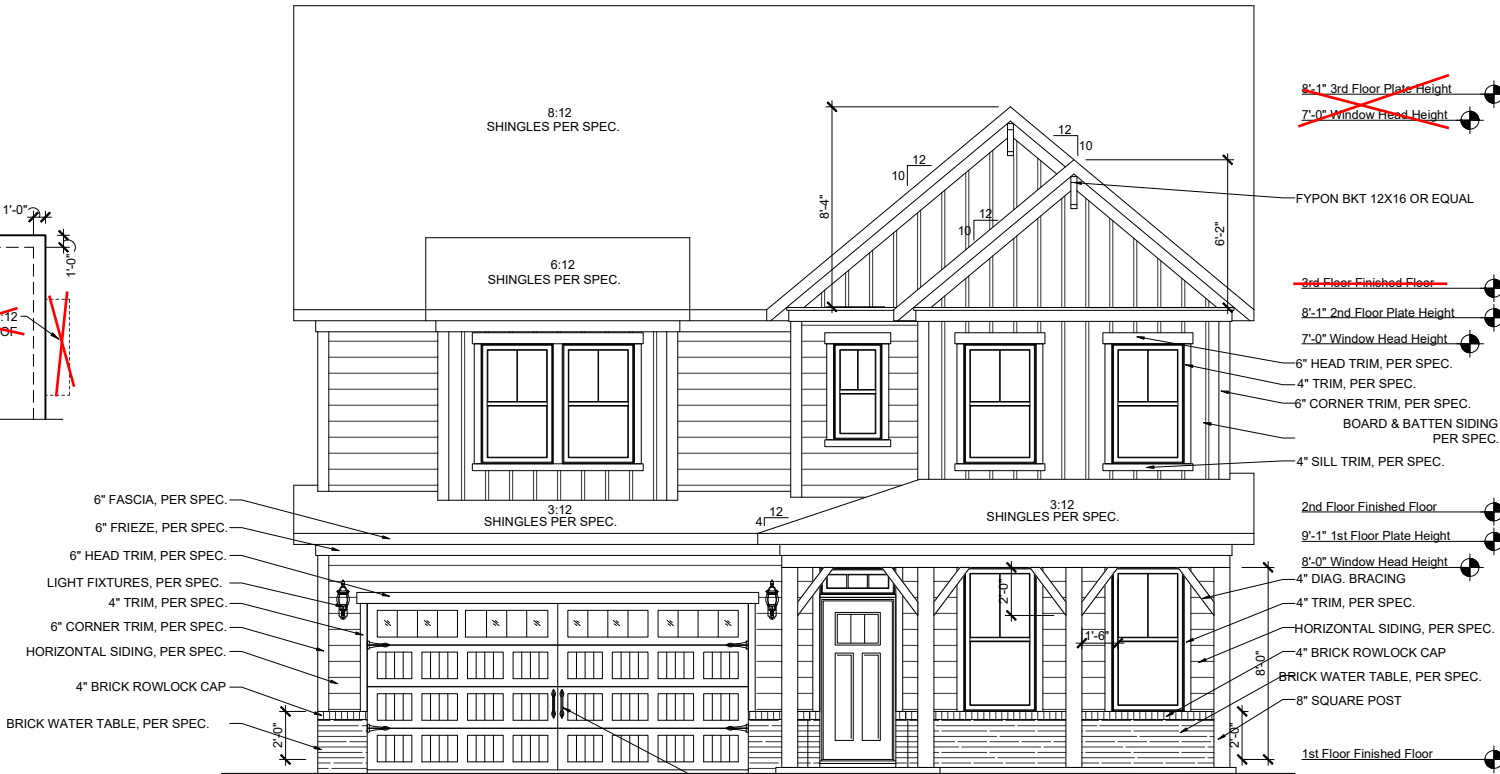 8'-1" 3rd Floor Plate Height
7'-0" Window Head Height
8:12
SHINGLES PER SPEC.
12
10
12
10
8'-4"
FYPON BKT 12X16 OR EQUAL
1'-0"
1'-0"
12
10
6'-2"
6:12
SHINGLES PER SPEC.
3rd Floor Finished Floor
8'-1" 2nd Floor Plate Height
:12
OF
7'-0" Window Head Height
6" HEAD TRIM, PER SPEC.
4" TRIM, PER SPEC.
6" CORNER TRIM, PER SPEC.
BOARD & BATTEN SIDING
PER SPEC.
4" SILL TRIM, PER SPEC.
6" FASCIA, PER SPEC.
3:12
SHINGLES PER SPEC.
12
4
3:12
SHINGLES PER SPEC.
2nd Floor Finished Floor
6" FRIEZE, PER SPEC.
9'-1" 1st Floor Plate Height
6" HEAD TRIM, PER SPEC.
8'-0" Window Head Height
LIGHT FIXTURES, PER SPEC.
4" DIAG. BRACING
4" TRIM, PER SPEC.
2'-0"
4" TRIM, PER SPEC.
6" CORNER TRIM, PER SPEC.
1'-6"
HORIZONTAL SIDING, PER SPEC.
HORIZONTAL SIDING, PER SPEC.
4" BRICK ROWLOCK CAP
8'-0"
BRICK WATER TABLE, PER SPEC.
4" BRICK ROWLOCK CAP
8" SQUARE POST
BRICK WATER TABLE, PER SPEC.
2'-0"
2'-0"
1st Floor Finished Floor